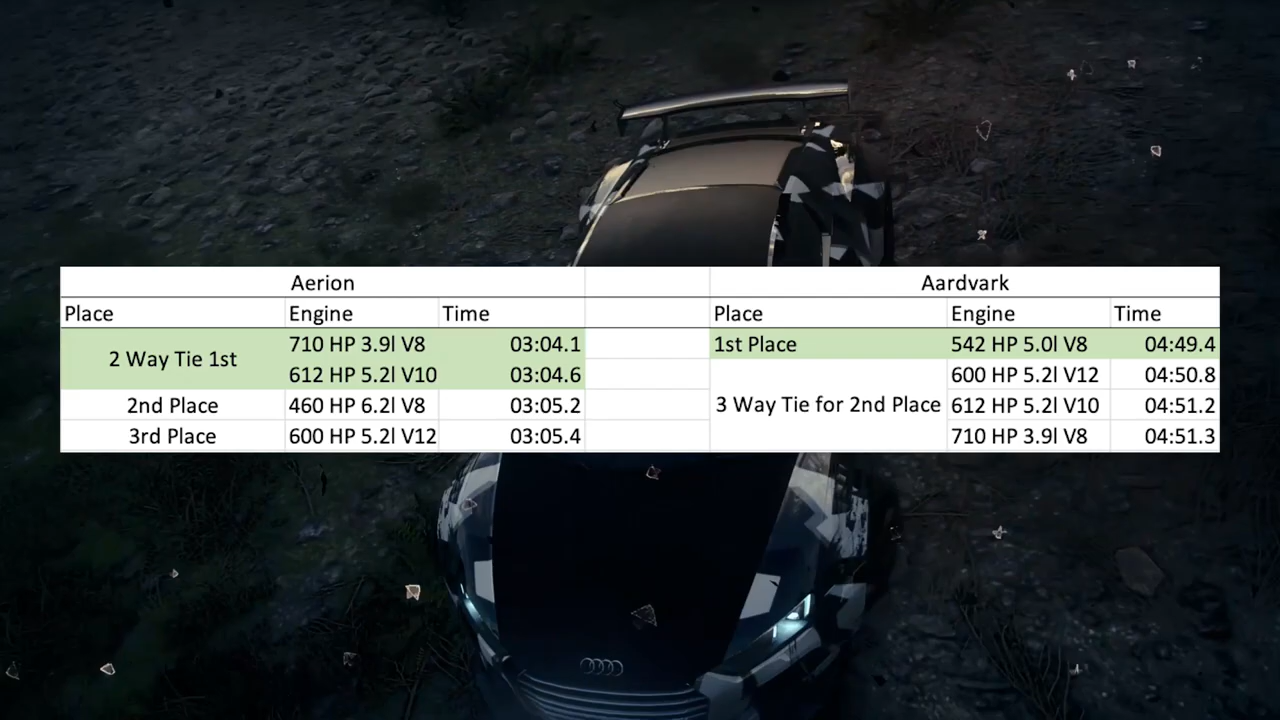 Aerion Aardvark
Place Engine Time Place Engine Time
2 Way Tie 1st 710 HP 3.9l V8 03:04.1 1st Place 542 HP 5.0l V8 04:49.4
612 HP 5.2l V10 03:04.6 600 HP 5.2l V12 04:50.8
2nd Place 460 HP 6.2l V8 03:05.2 3 Way Tie for 2nd Place 612 HP 5.2l V10 04:51.2
3rd Place 600 HP 5.2l V12 03:05.4 710 HP 3.9l V8 04:51.3